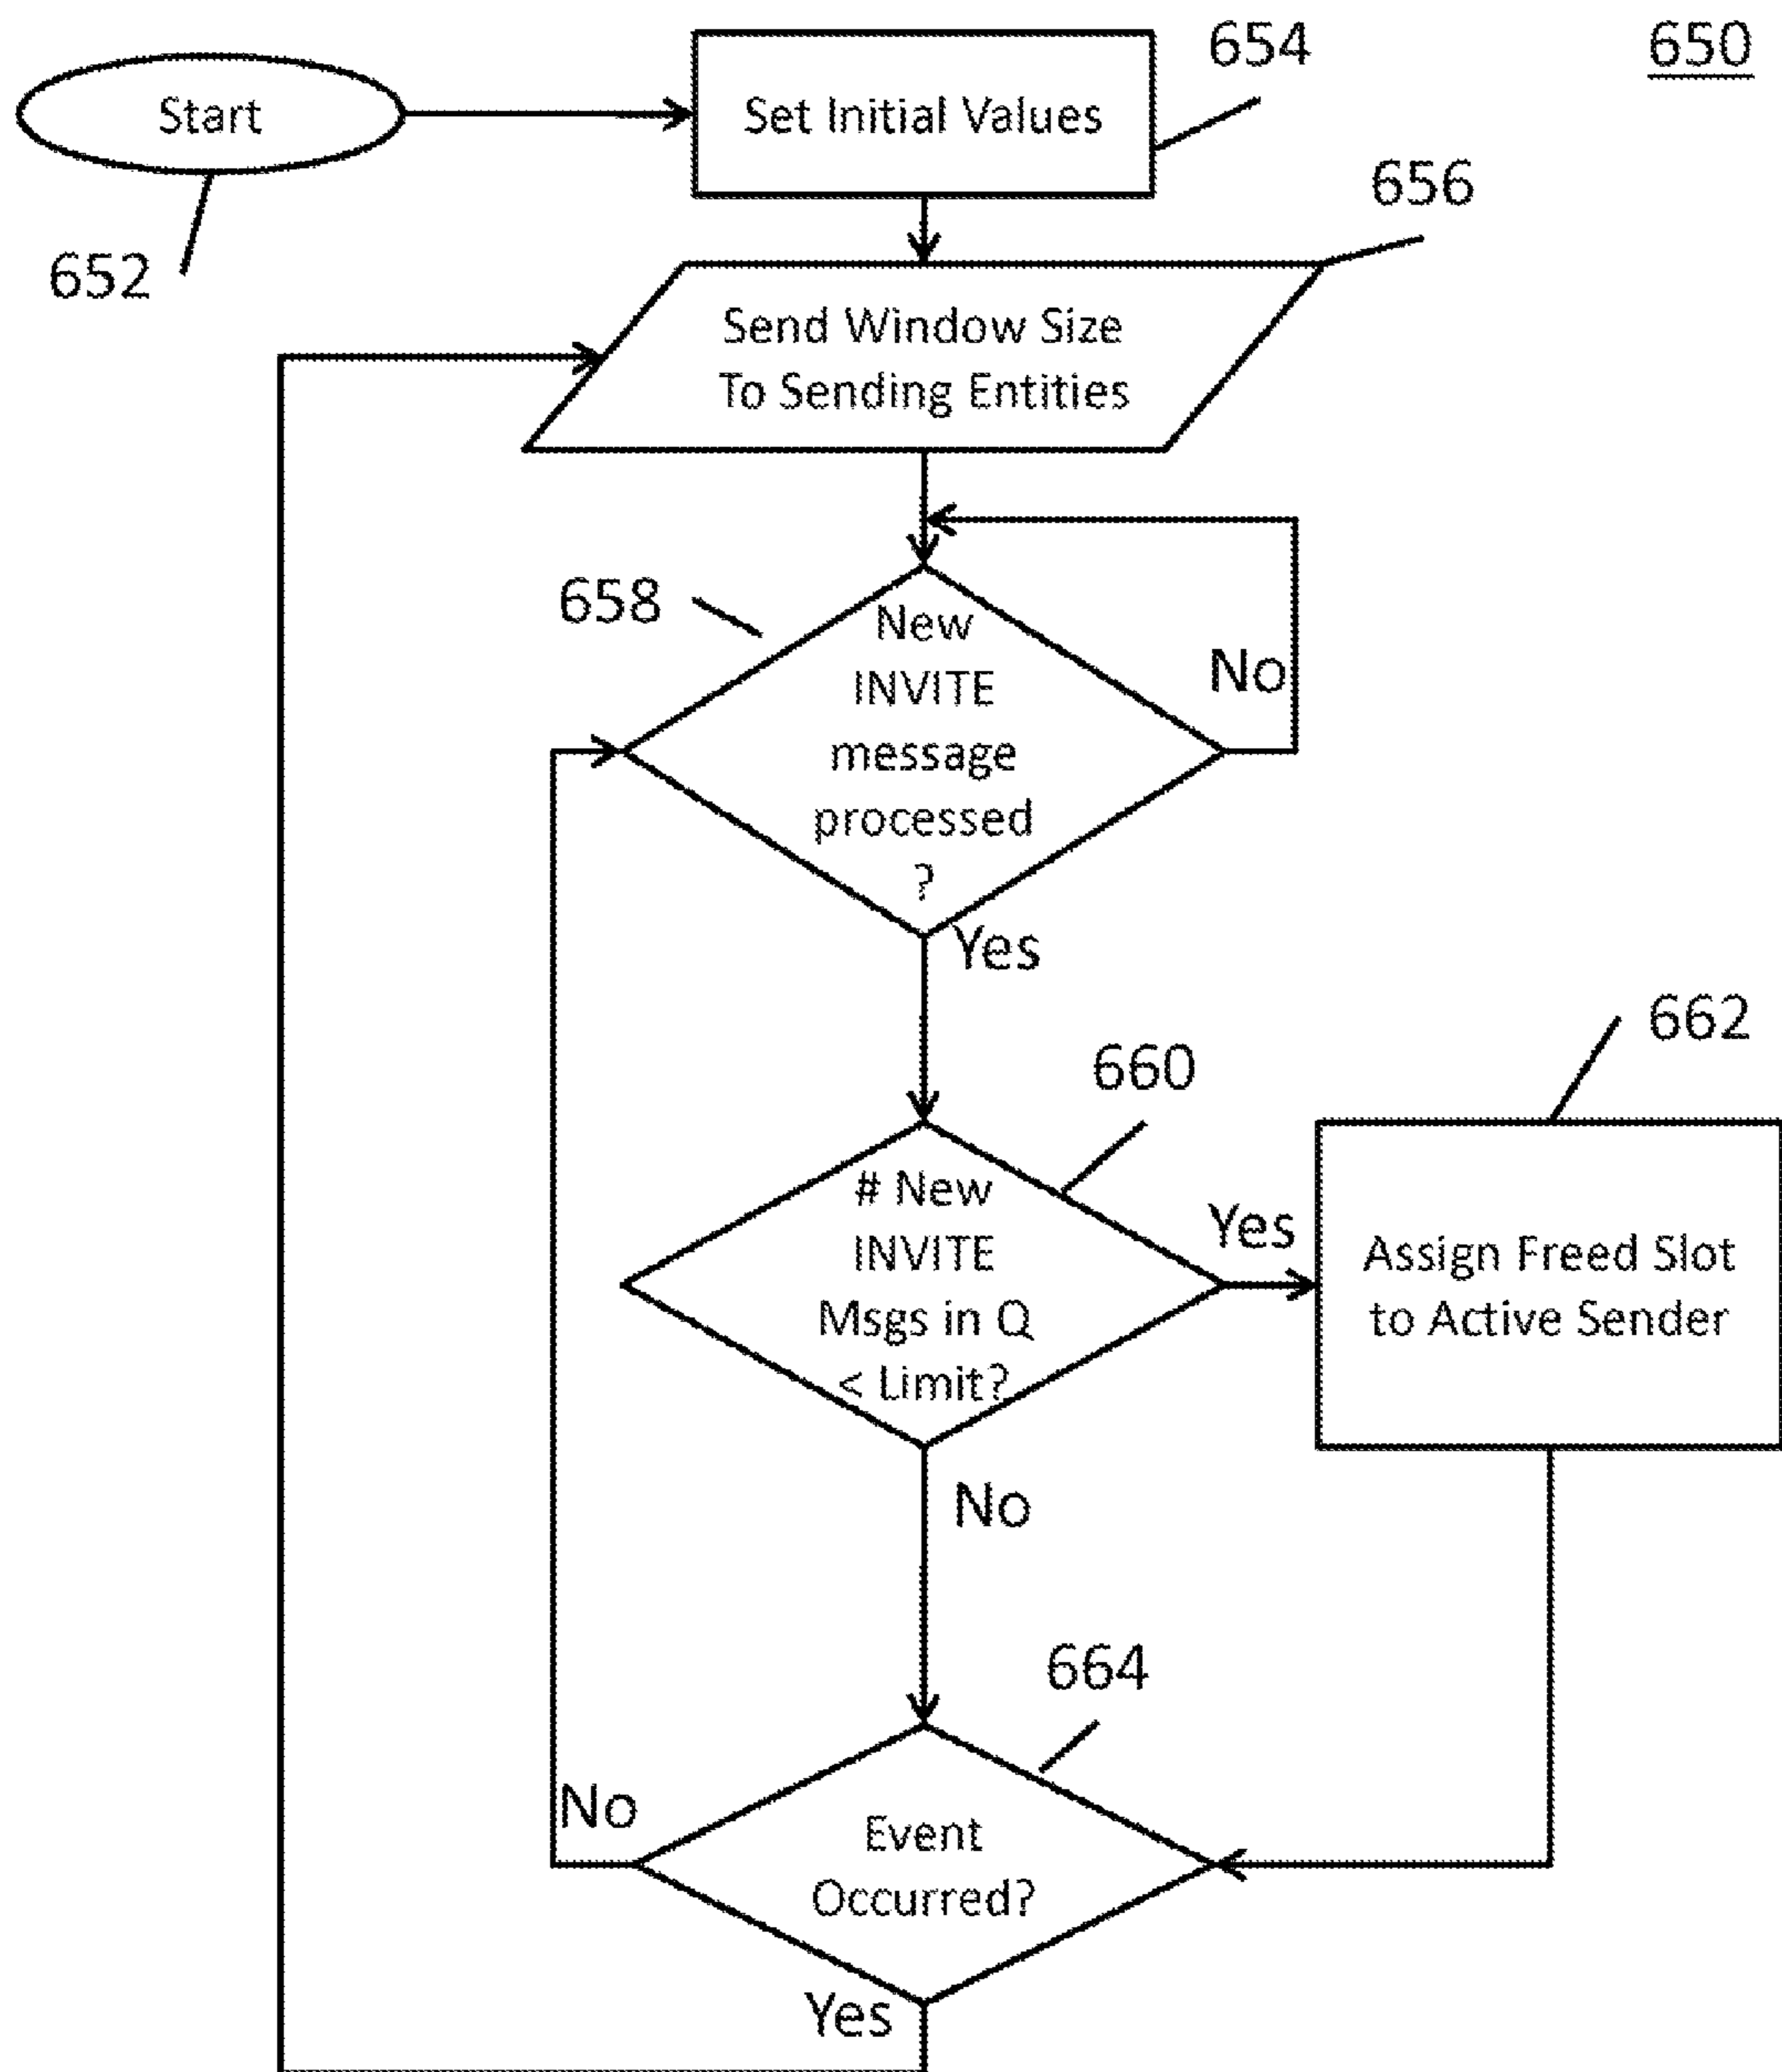 650
Start
652
Set Initial Values
654
656
Send Window Size
To Sending Entities
658
New
INVITE
message
processed
?
No
Yes
660
# New
INVITE
Msgs in Q
< Limit?
Yes
662
Assign Freed Slot
to Active Sender
No
664
Event
Occurred?
No
Yes